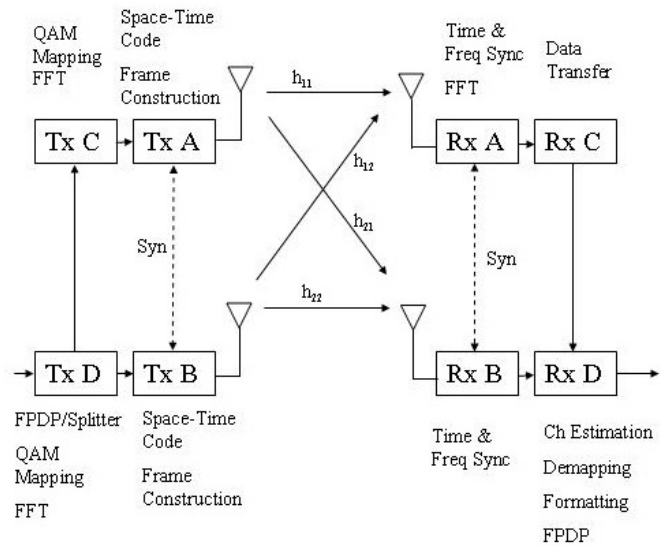 QAM
Mapping
FFT
Space-Time
Code
Frame
Construction
Time &
Freq Sync
FFT
Data
Transfer
h11
Tx C
Tx A
Rx A
Rx C
h12
h21
Syn
Syn
h22
Tx D
Tx B
Rx B
Rx D
FPDP/Splitter
QAM
Mapping
FFT
Space-Time
Code
Frame
Construction
Time &
Freq Sync
Ch Estimation
Demapping
Formatting
FPDP